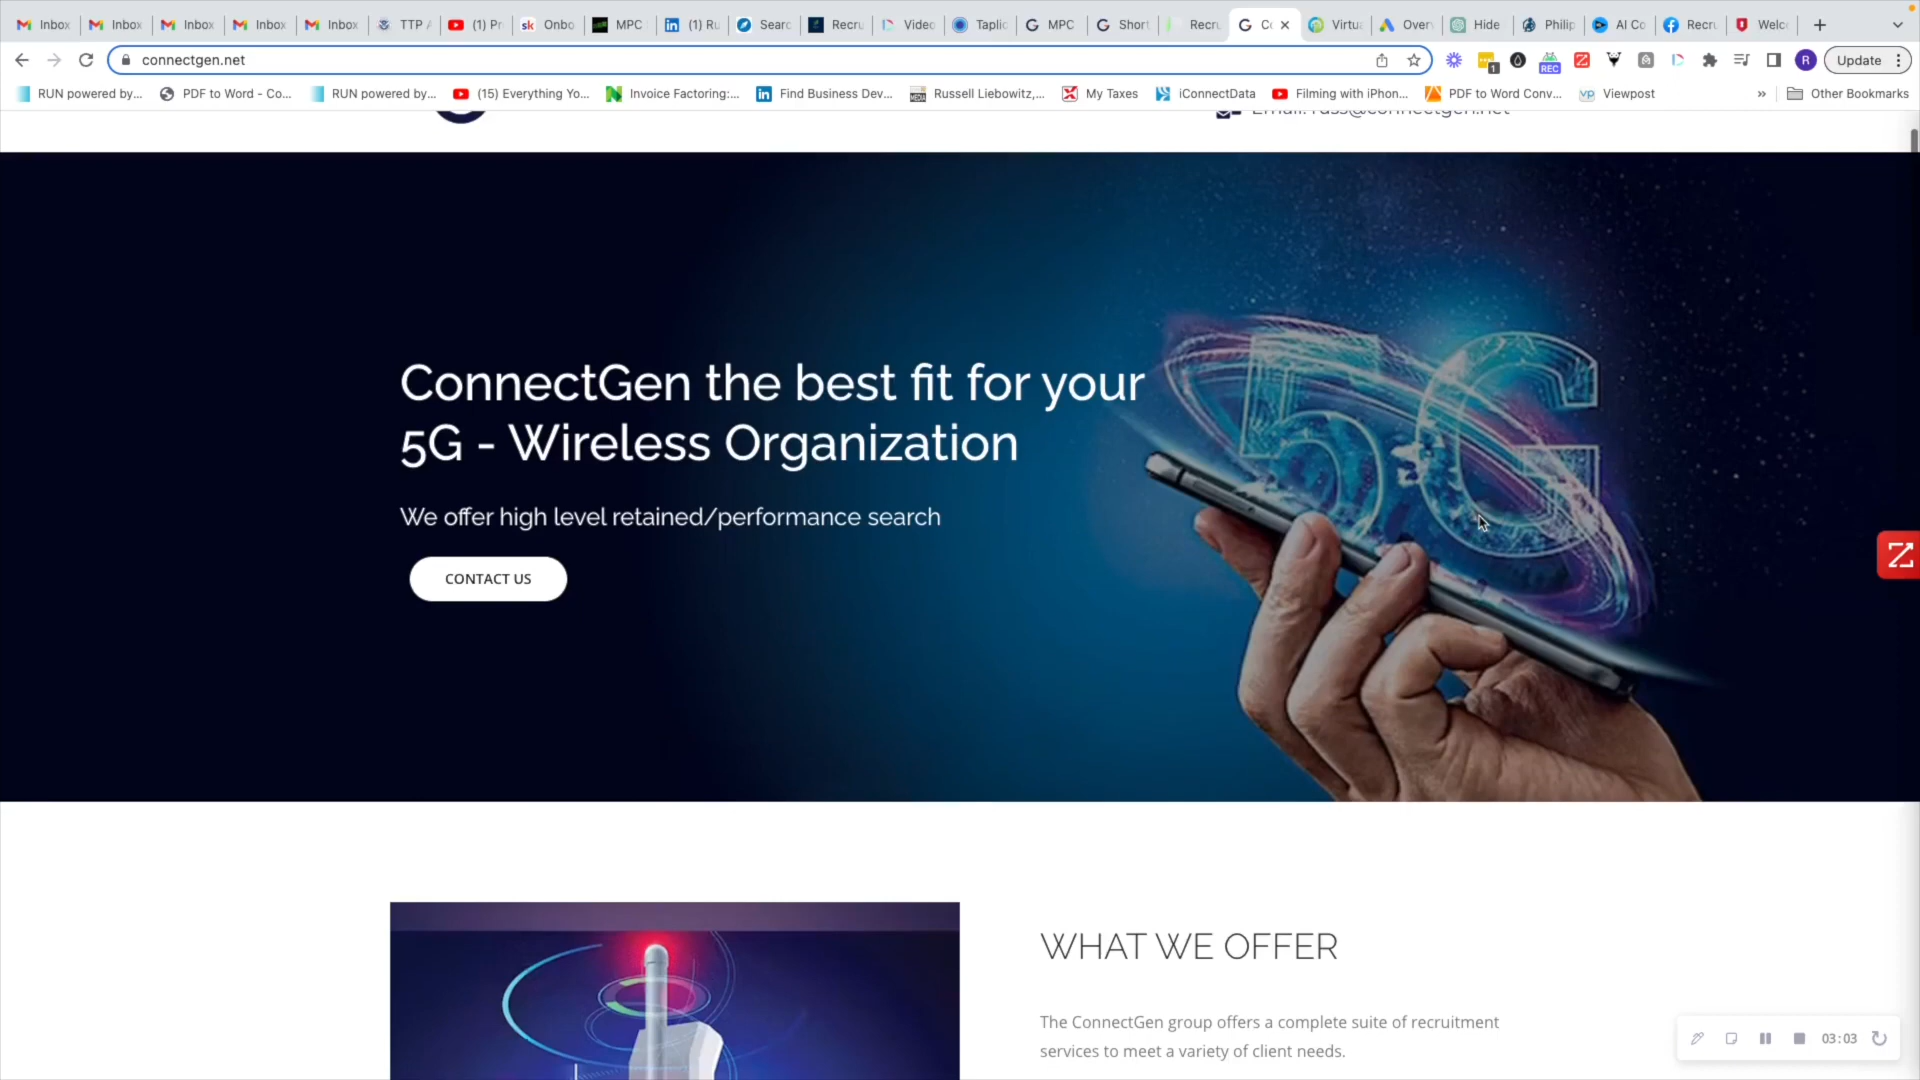 Inbox
Inbox
Inbox
Inbox
Inbox
TTP
(1) Pr
Onbo
MPC
(1) Ru
Searc
Recru
Video
Taplic
MPC
Short
Recru
Co
Virtua
Over
Hide
Philip
AI Co
Recru
Welc
connectgen.net
1
REC
R
Update
RUN powered by...
PDF to Word - Co...
RUN powered by...
(15) Everything Yo...
Invoice Factoring:...
Find Business Dev...
Russell Liebowitz,...
My Taxes
iConnectData
Filming with iPhon...
PDF to Word Conv...
Viewpost
»
Other Bookmarks
Email: russ@connectgen.net
ConnectGen the best fit for your
5G - Wireless Organization
We offer high level retained/performance search
CONTACT US
5G
WHAT WE OFFER
The ConnectGen group offers a complete suite of recruitment
services to meet a variety of client needs.
03:03